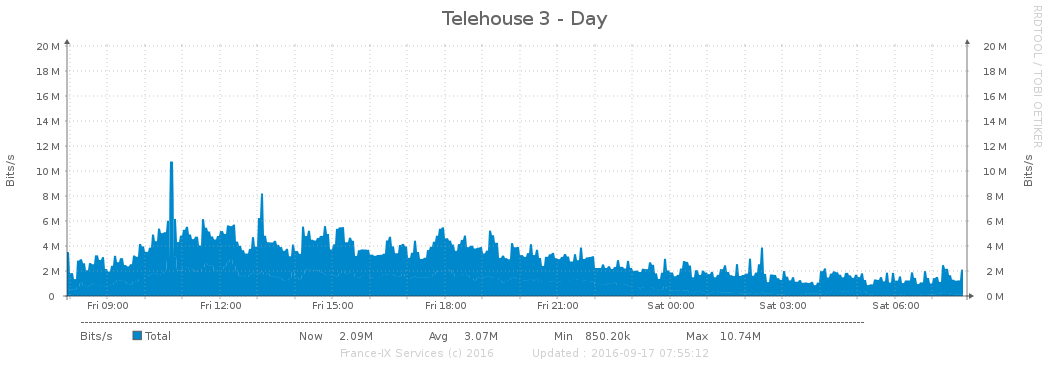 Telehouse 3 - Day
RRDTOOL / TOBI OETIKER
Bits/s
20 M 20 M
18 M 18 M
16 M 16 M
14 M 14 M
12 M 12 M
10 M 10 M
8 M 8 M
6 M 6 M
4 M 4 M
2 M 2 M
0 0 M
Bits/s
Fri 09:00 Fri 12:00 Fri 15:00 Fri 18:00 Fri 21:00 Sat 00:00 Sat 03:00 Sat 06:00
Bits/s Total Now 2.09M Avg 3.07M Min 850.20k Max 10.74M
France-IX Services (c) 2016 Updated : 2016-09-17 07:55:12